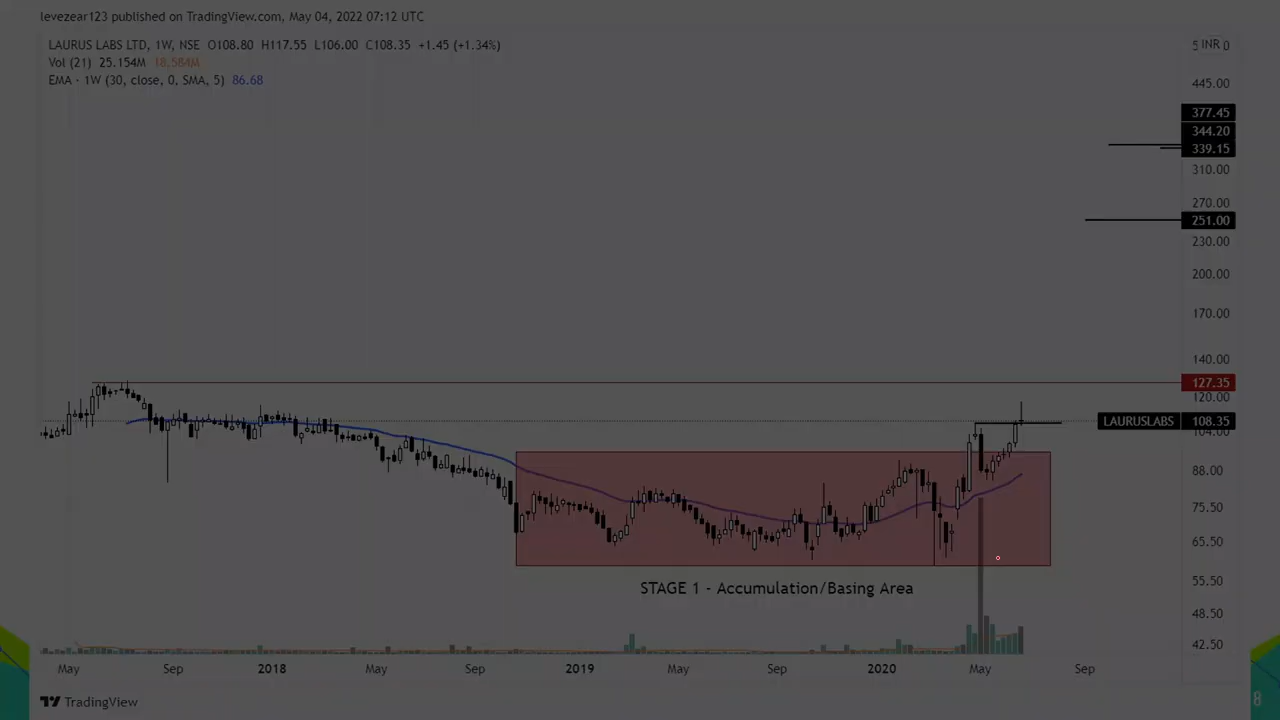 levezear123 published on TradingView.com, May 04, 2022 07:12 UTC
LAURUS LABS LTD, 1W, NSE O108.80 H117.55 L106.00 C108.35 +1.45 (+1.34%)
Vol (21) 25.154M 18.584M
EMA · 1W (30, close, 0, SMA, 5) 86.68
INR
445.00
377.45
344.20
339.15
310.00
270.00
251.00
230.00
200.00
170.00
140.00
127.35
120.00
LAURUSLABS 108.35
104.00
88.00
75.50
65.50
55.50
48.50
42.50
STAGE 1 - Accumulation/Basing Area
May Sep 2018 May Sep 2019 May Sep 2020 May Sep
TradingView
8